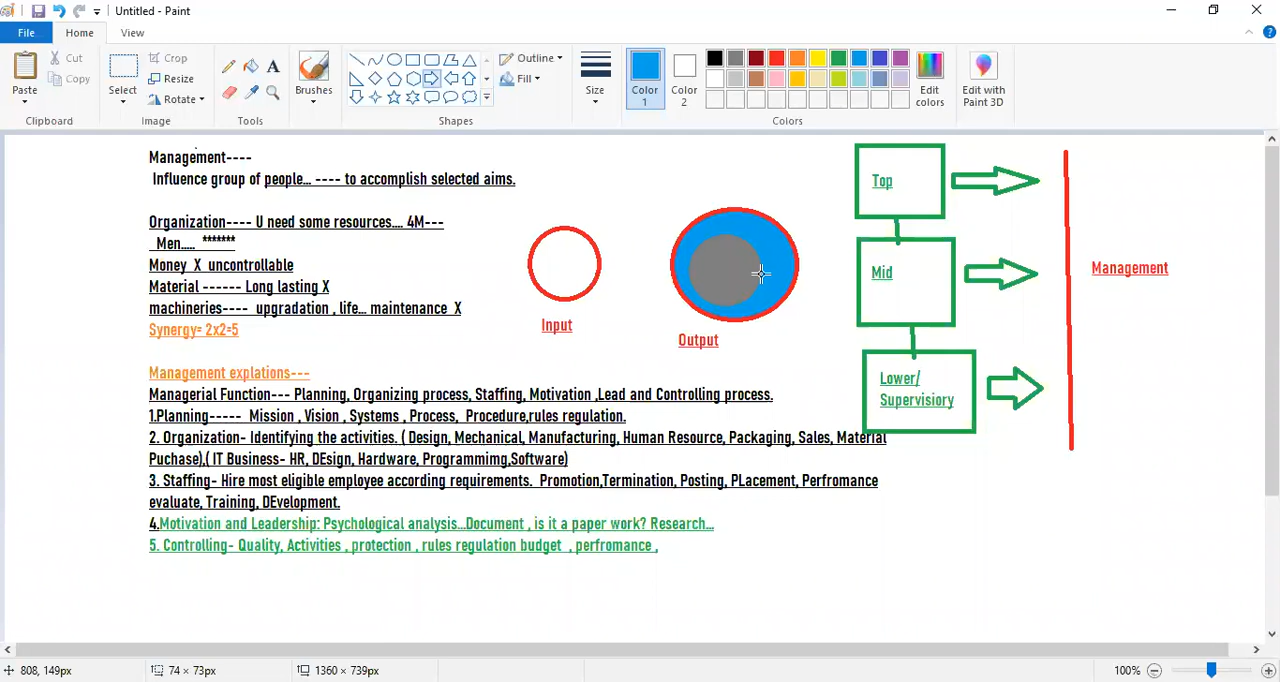 Untitled - Paint
File
Home
View
Paste
Cut
Copy
Clipboard
Select
Crop
Resize
Rotate
Image
Tools
Brushes
Outline
Fill
Shapes
Size
Color 1
Color 2
Edit colors
Colors
Edit with Paint 3D
Management----
Influence group of people... ---- to accomplish selected aims.
Organization---- U need some resources.... 4M---
Men..... *******
Money X uncontrollable
Material ------ Long lasting X
machineries---- upgradation , life... maintenance X
Synergy= 2x2=5
Input
Output
Top
Mid
Lower/
Supervisiory
Management
Management explations---
Managerial Function--- Planning, Organizing process, Staffing, Motivation ,Lead and Controlling process.
1.Planning----- Mission , Vision , Systems , Process, Procedure,rules regulation.
2. Organization- Identifying the activities. ( Design, Mechanical, Manufacturing, Human Resource, Packaging, Sales, Material
Puchase),( IT Business- HR, DEsign, Hardware, Programmimg,Software)
3. Staffing- Hire most eligible employee according requirements. Promotion,Termination, Posting, PLacement, Perfromance
evaluate, Training, DEvelopment.
4.Motivation and Leadership: Psychological analysis...Document , is it a paper work? Research...
5. Controlling- Quality, Activities , protection , rules regulation budget , perfromance ,
808, 149px
74 × 73px
1360 × 739px
100%